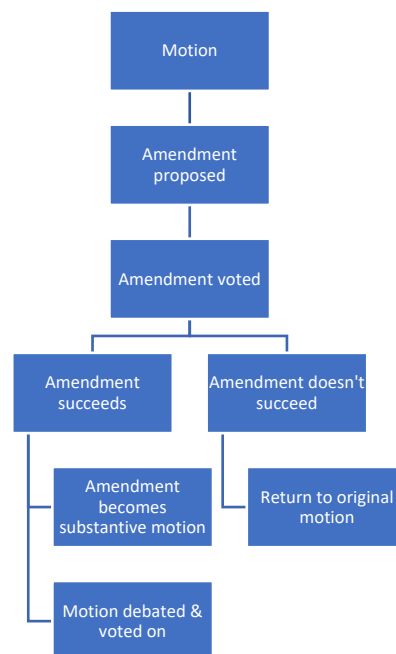 Motion
Amendment
proposed
Amendment voted
Amendment
succeeds
Amendment doesn't
succeed
Amendment
becomes
substantive motion
Return to original
motion
Motion debated &
voted on